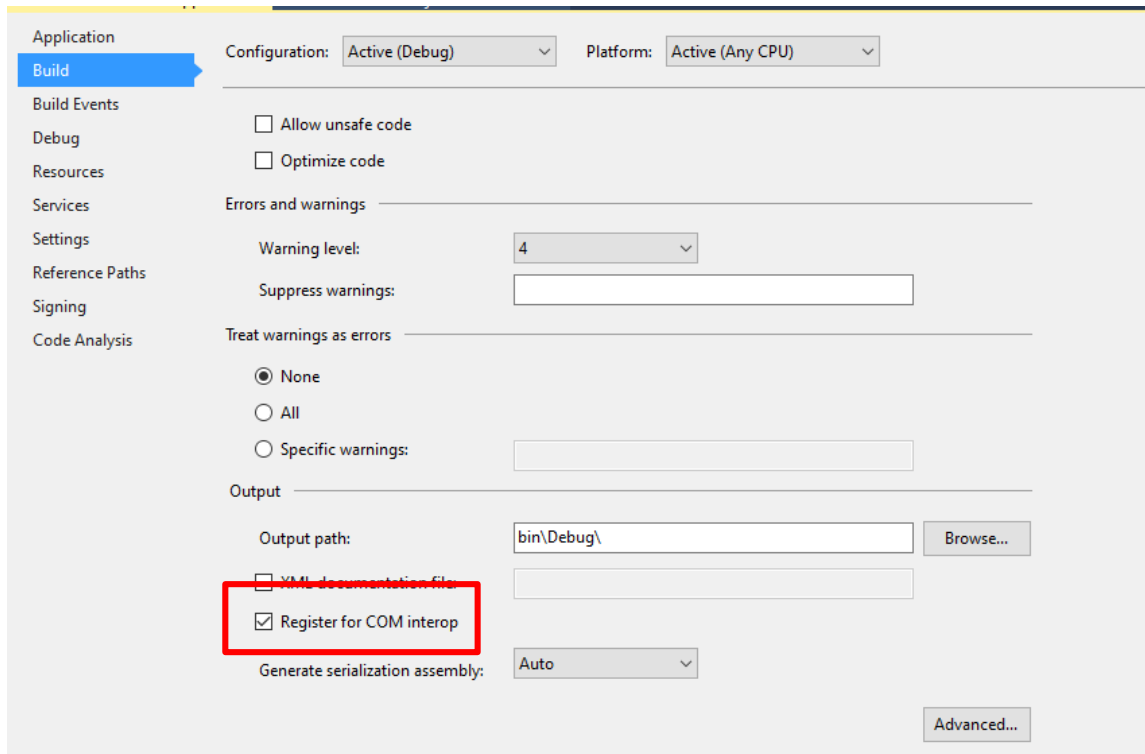 Application
Build
Build Events
Debug
Resources
Services
Settings
Reference Paths
Signing
Code Analysis
Configuration: Active (Debug) Platform: Active (Any CPU)
Allow unsafe code
Optimize code
Errors and warnings
Warning level: 4
Suppress warnings:
Treat warnings as errors
None
All
Specific warnings:
Output
Output path: bin\Debug\ Browse...
XML documentation file:
Register for COM interop
Generate serialization assembly: Auto
Advanced...